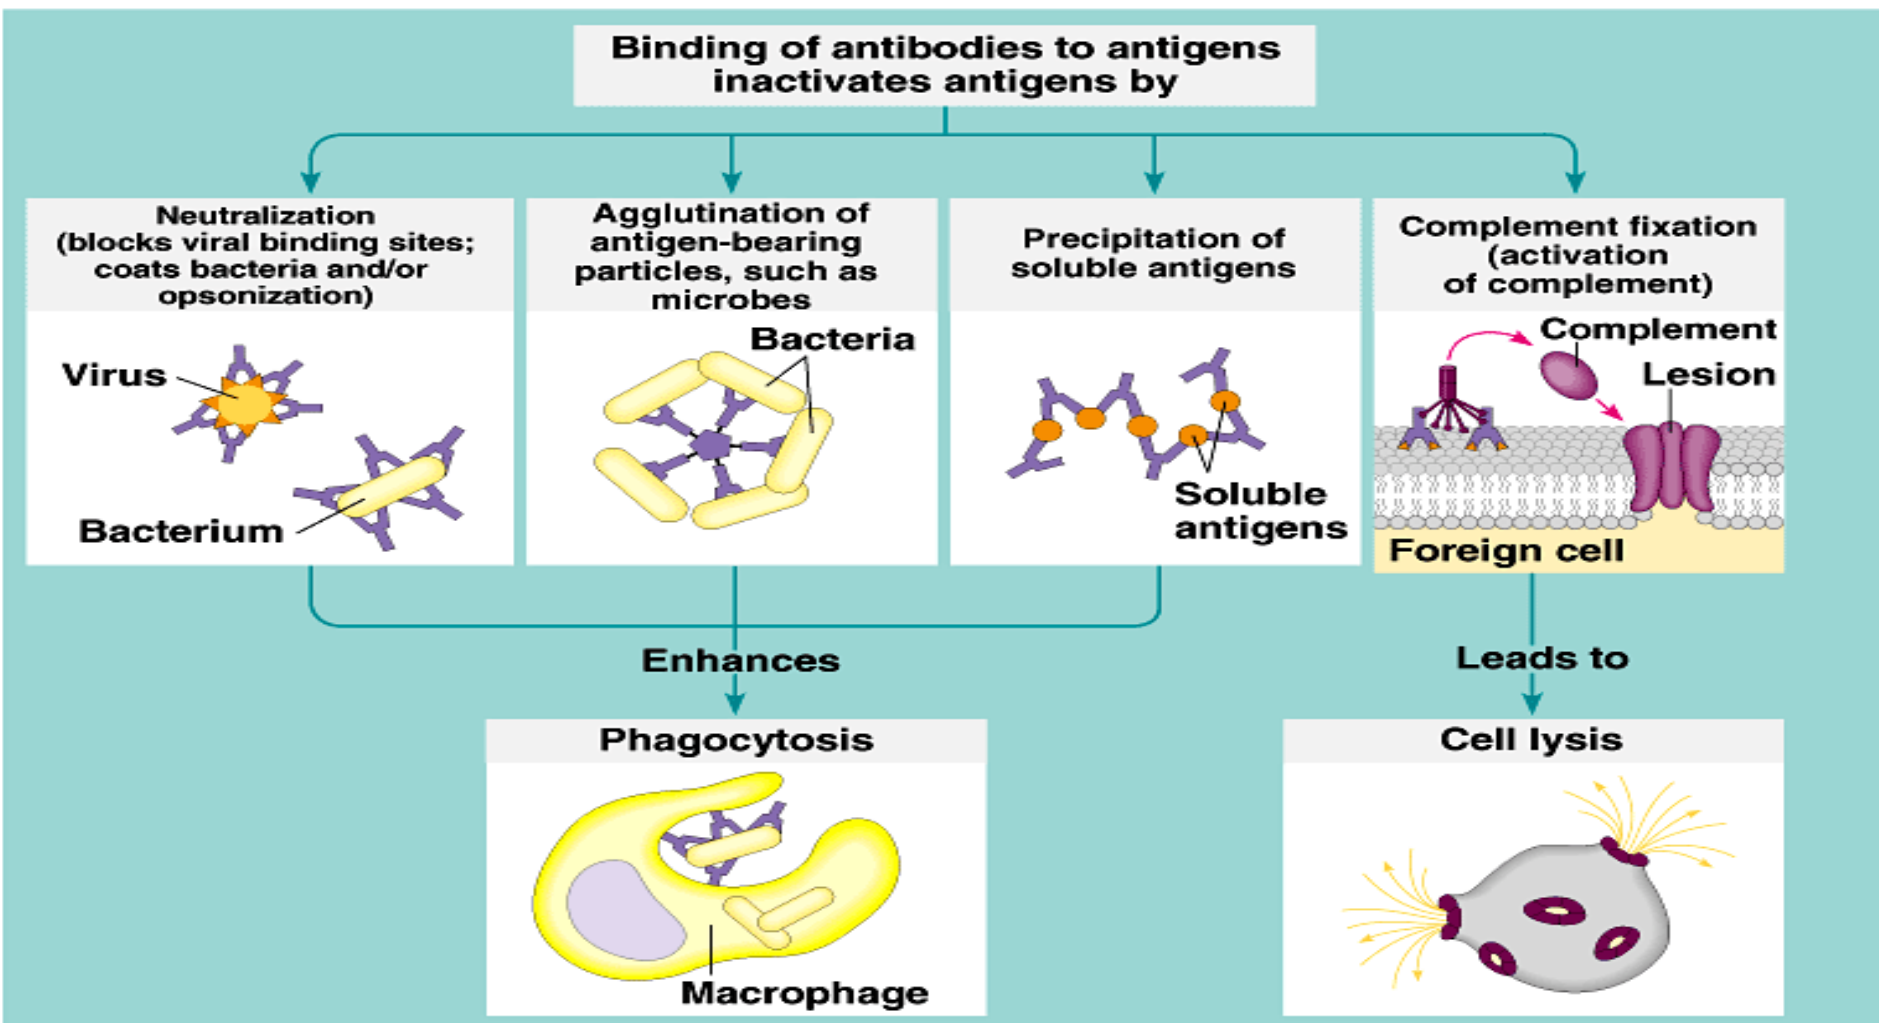 Binding of antibodies to antigens
inactivates antigens by
Neutralization
(blocks viral binding sites;
coats bacteria and/or
opsonization)
Agglutination of
antigen-bearing
particles, such as
microbes
Precipitation of
soluble antigens
Complement fixation
(activation
of complement)
Virus
Bacterium
Bacteria
Soluble
antigens
Complement
Lesion
Foreign cell
Enhances
Leads to
Phagocytosis
Macrophage
Cell lysis